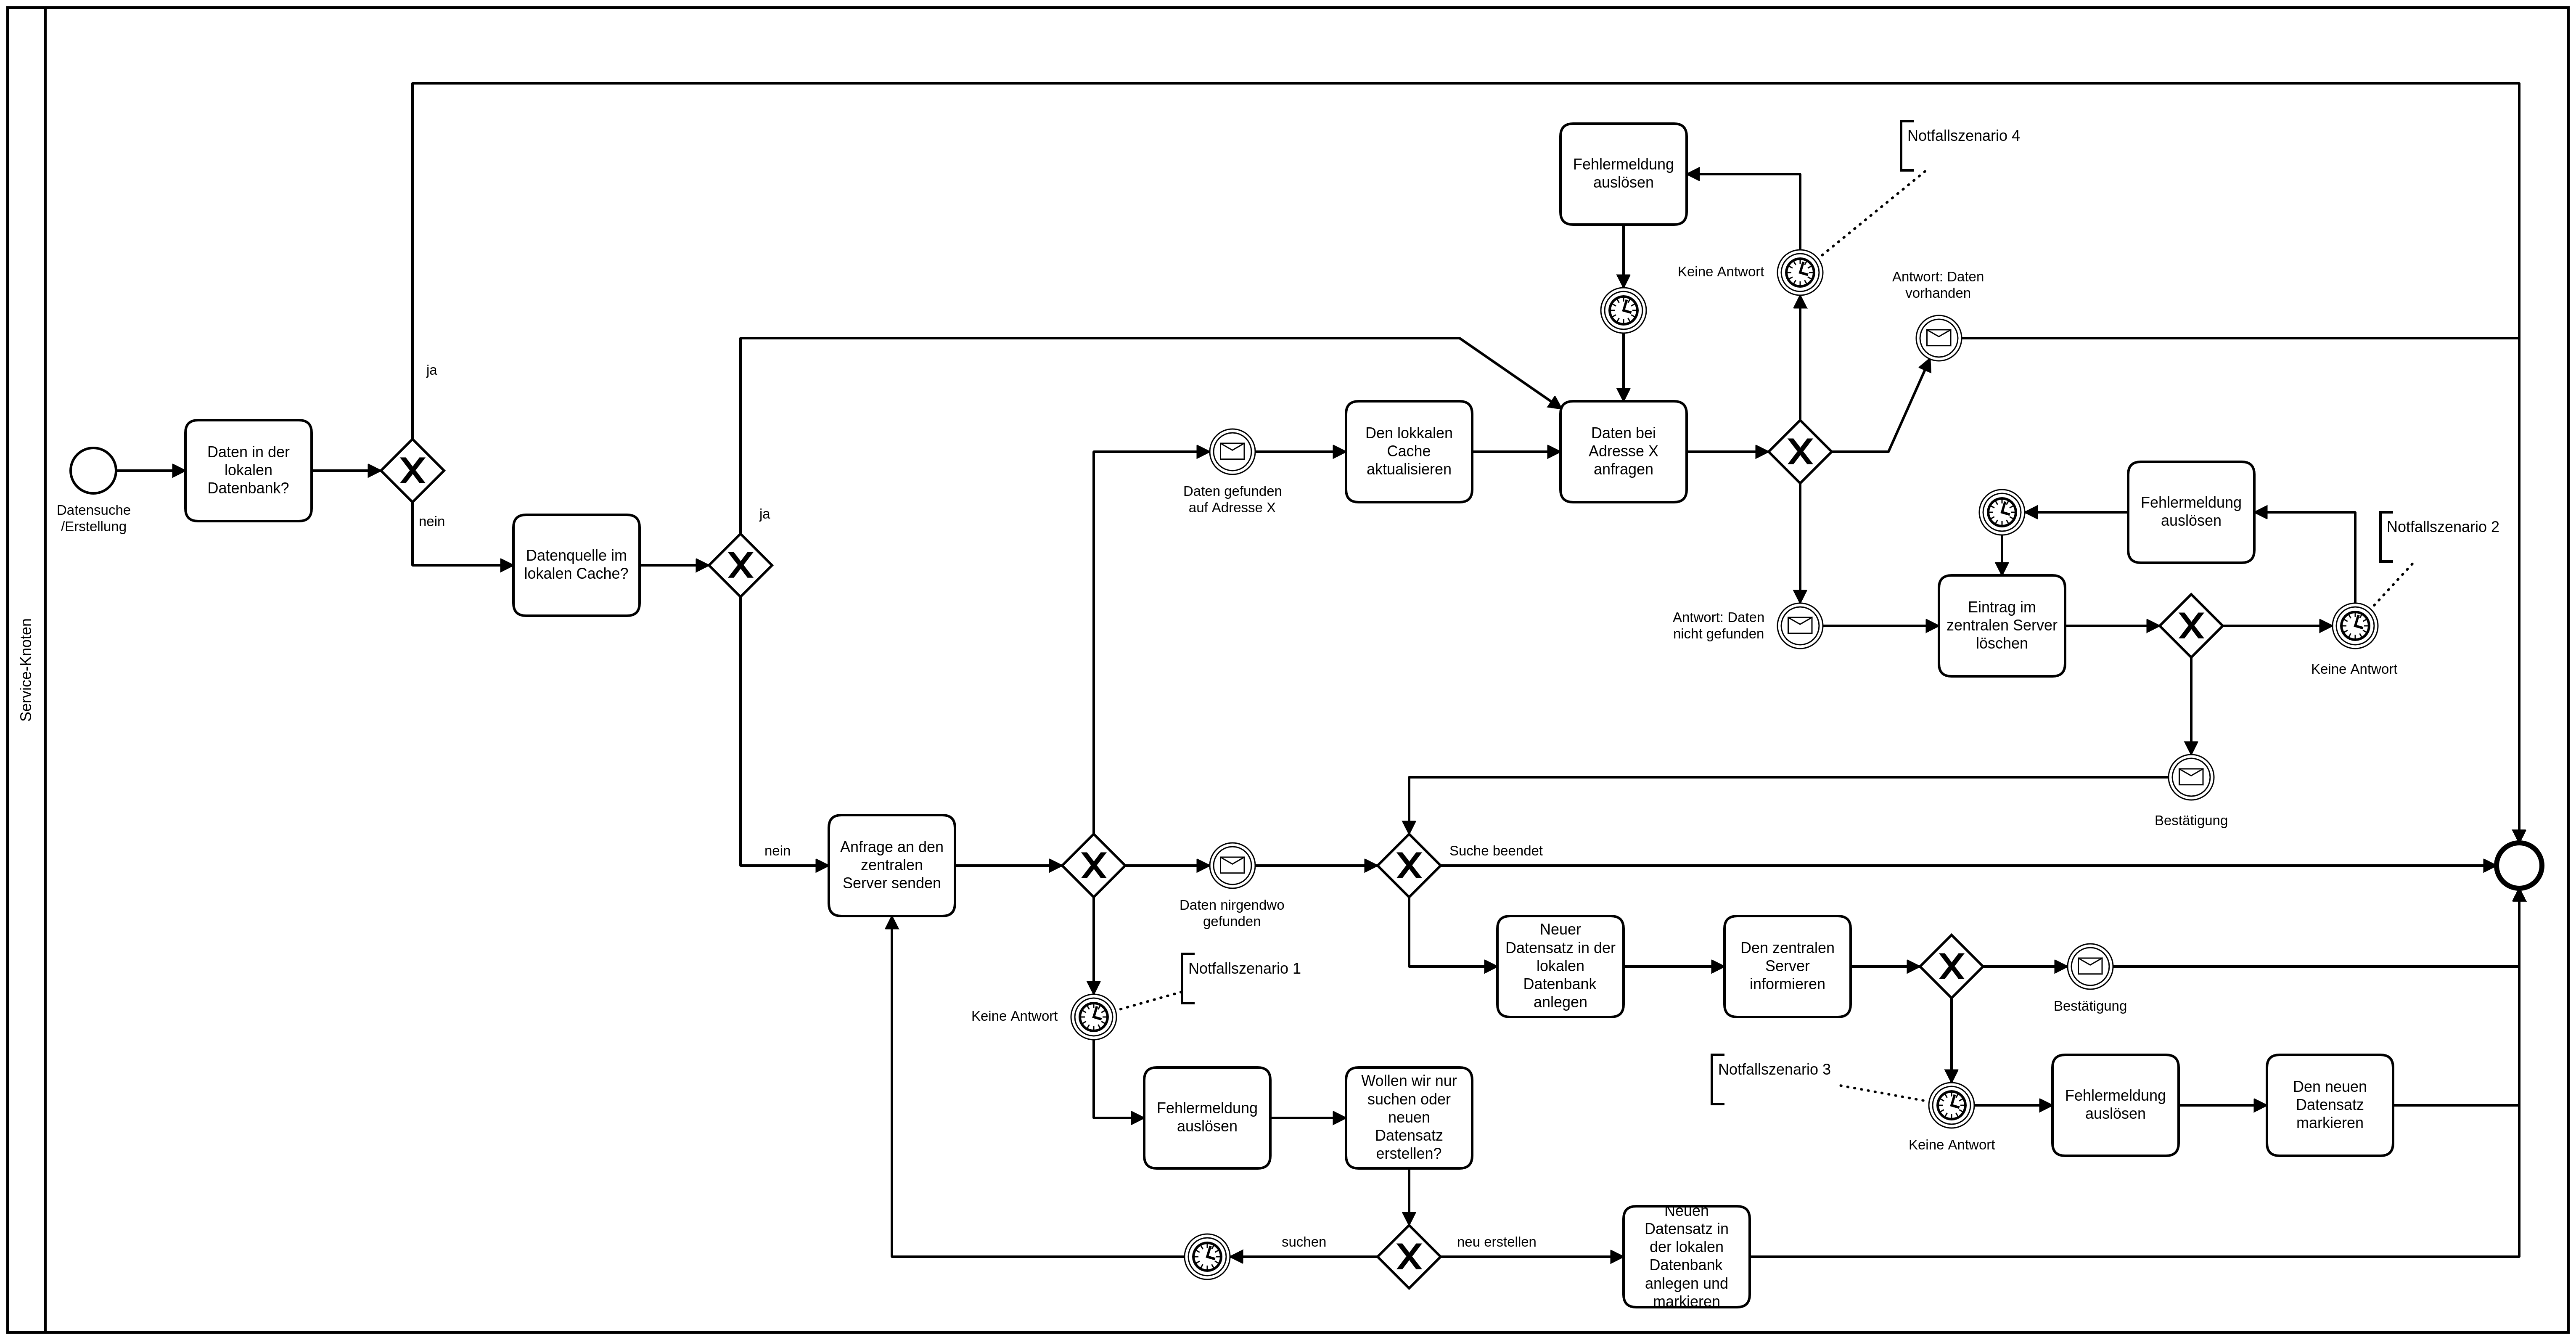 Service-Knoten
Datensuche
/Erstellung
Daten in der
lokalen
Datenbank?
ja
nein
Datenquelle im
lokalen Cache?
ja
nein
Fehlermeldung
auslösen
Notfallszenario 4
Keine Antwort
Antwort: Daten
vorhanden
Daten gefunden
auf Adresse X
Den lokkalen
Cache
aktualisieren
Daten bei
Adresse X
anfragen
Antwort: Daten
nicht gefunden
Eintrag im
zentralen Server
löschen
Fehlermeldung
auslösen
Notfallszenario 2
Keine Antwort
Bestätigung
Anfrage an den
zentralen
Server senden
Daten nirgendwo
gefunden
Suche beendet
Notfallszenario 1
Keine Antwort
Neuer
Datensatz in der
lokalen
Datenbank
anlegen
Den zentralen
Server
informieren
Bestätigung
Notfallszenario 3
Keine Antwort
Fehlermeldung
auslösen
Den neuen
Datensatz
markieren
Fehlermeldung
auslösen
Wollen wir nur
suchen oder
neuen
Datensatz
erstellen?
suchen
neu erstellen
Neuen
Datensatz in
der lokalen
Datenbank
anlegen und
markieren